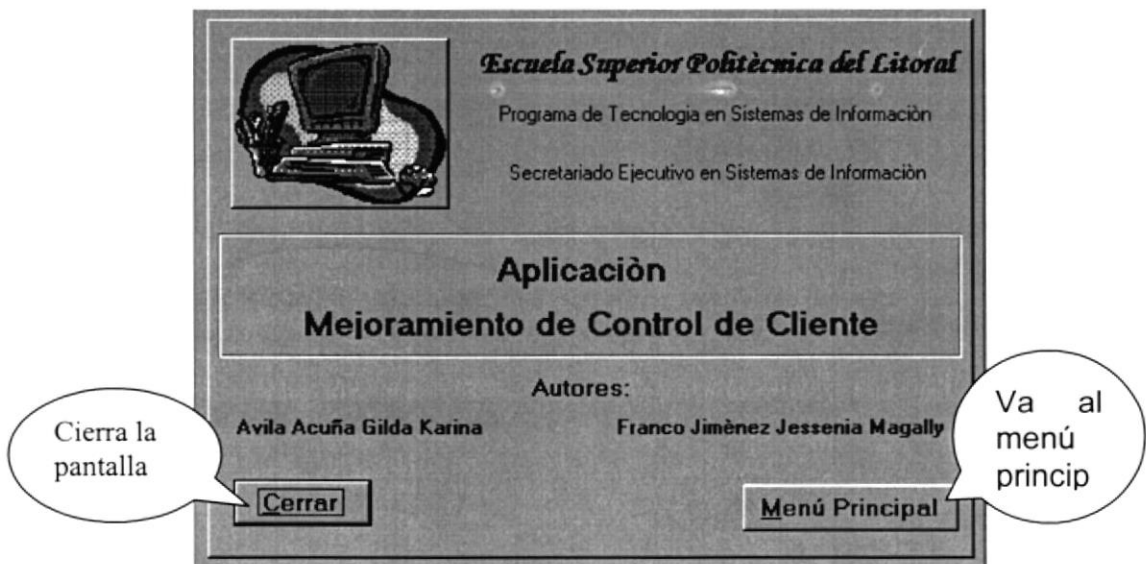 Escuela Superior Politècnica del Litoral
Programa de Tecnologia en Sistemas de Informaciòn
Secretariado Ejecutivo en Sistemas de Informaciòn
Aplicaciòn
Mejoramiento de Control de Cliente
Autores:
Avila Acuña Gilda Karina
Franco Jimènez Jessenia Magally
Cierra la
pantalla
Va al
menú
princip
Cerrar
Menú Principal